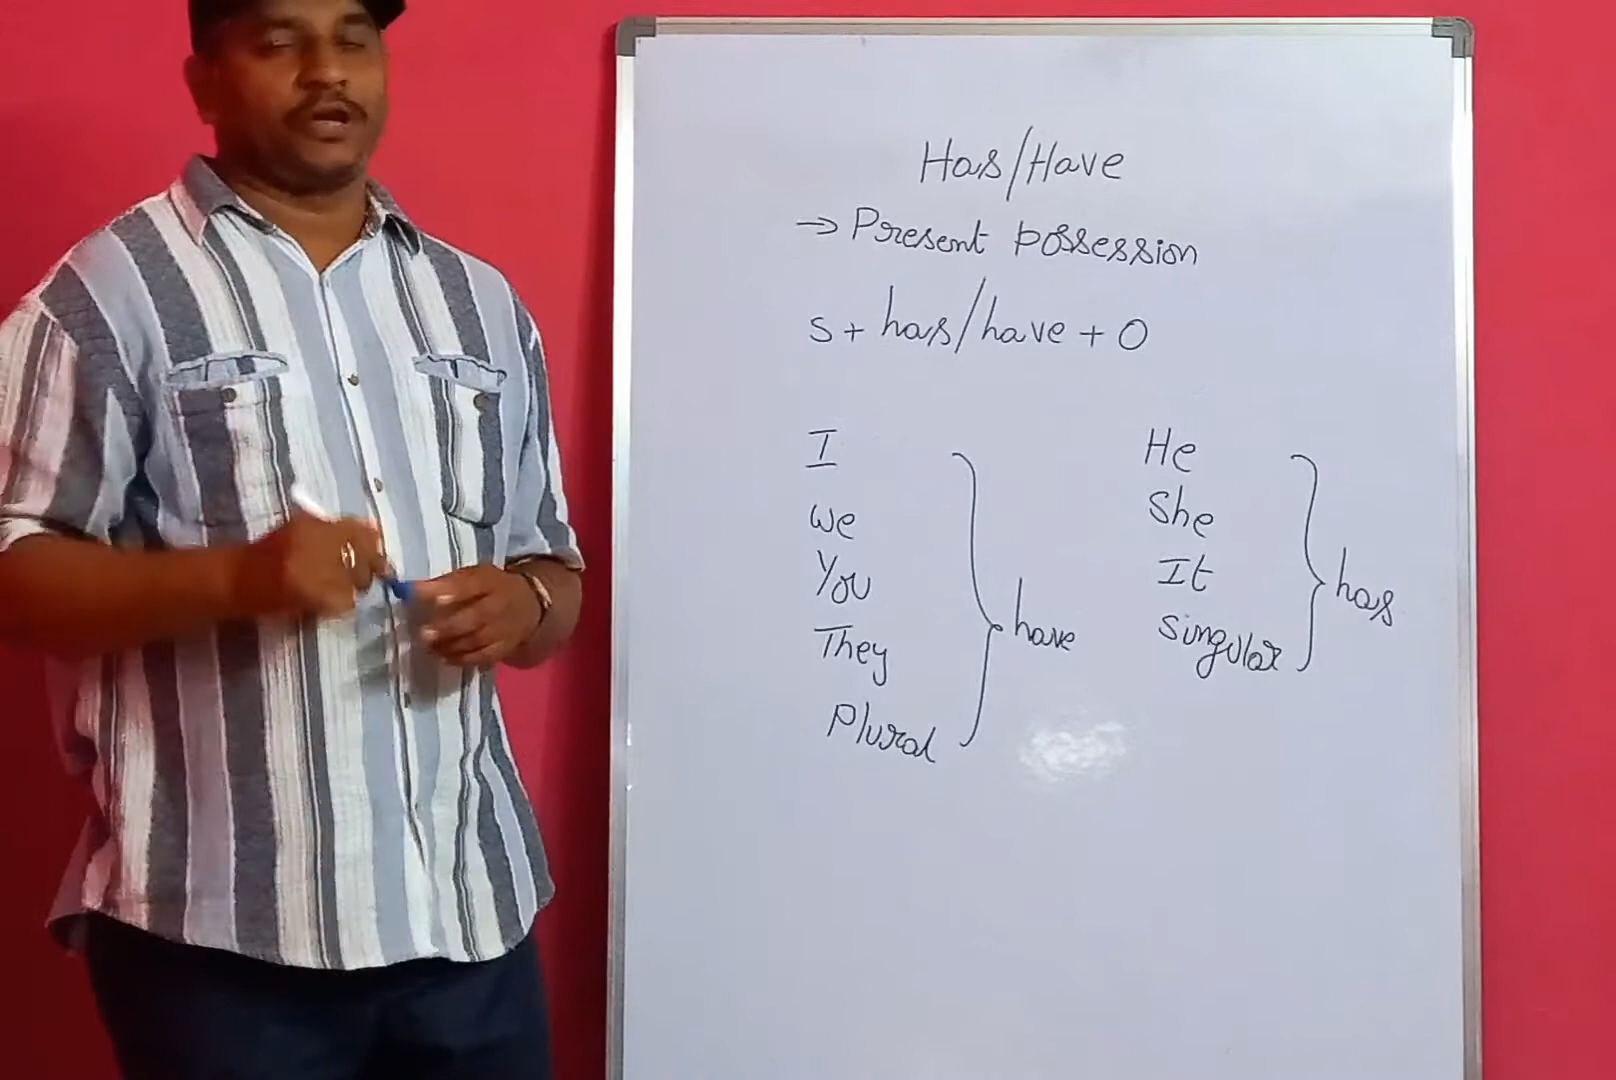 Has/Have
→ Present possession
S + has/have + O
I
We
You
They
Plural
have
He
She
It
Singular
has